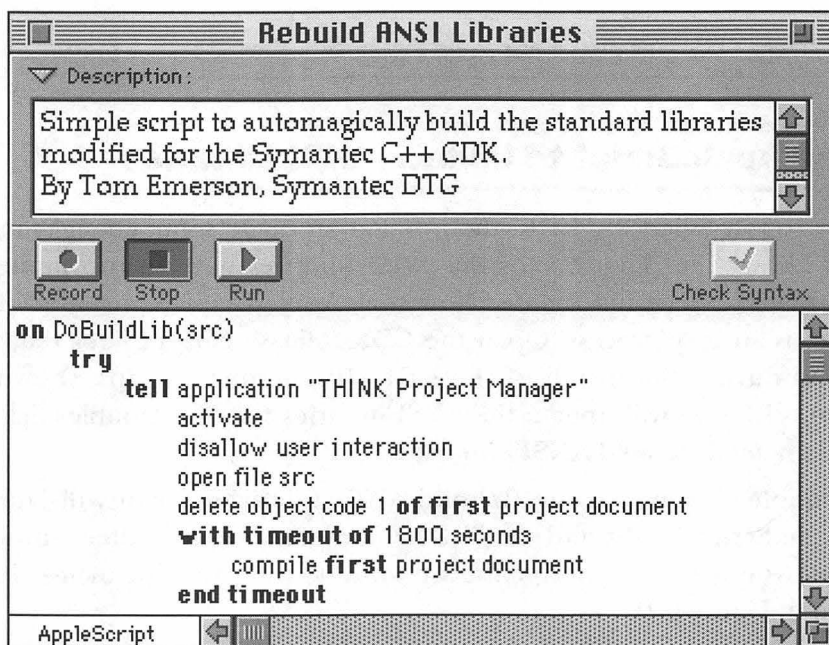 Rebuild ANSI Libraries
Description:
Simple script to automagically build the standard libraries
modified for the Symantec C++ CDK.
By Tom Emerson, Symantec DTG
Record Stop Run Check Syntax
on DoBuildLib(src)
try
tell application "THINK Project Manager"
activate
disallow user interaction
open file src
delete object code 1 of first project document
with timeout of 1800 seconds
compile first project document
end timeout
AppleScript